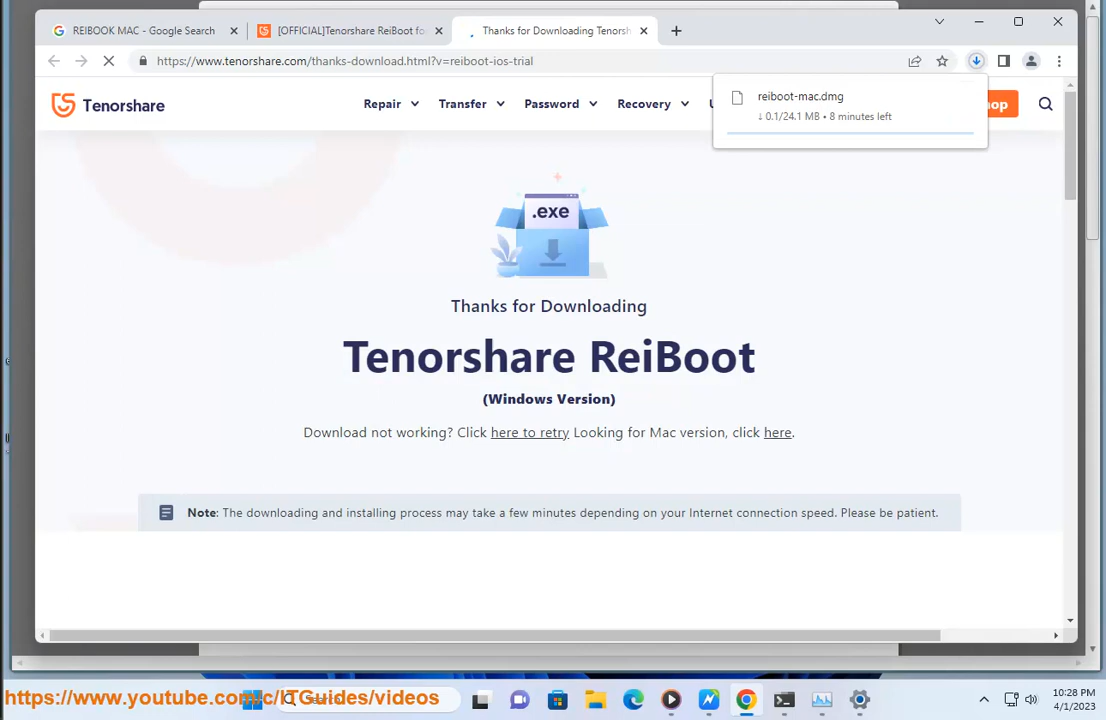 REIBOOK MAC - Google Search
[OFFICIAL]Tenorshare ReiBoot fo
Thanks for Downloading Tenorsh
https://www.tenorshare.com/thanks-download.html?v=reiboot-ios-trial
Tenorshare
Repair
Transfer
Password
Recovery
reiboot-mac.dmg
↓ 0.1/24.1 MB • 8 minutes left
.exe
Thanks for Downloading
Tenorshare ReiBoot
(Windows Version)
Download not working? Click here to retry Looking for Mac version, click here.
Note: The downloading and installing process may take a few minutes depending on your Internet connection speed. Please be patient.
https://www.youtube.com/c/ITGuides/videos
10:28 PM
4/1/2023